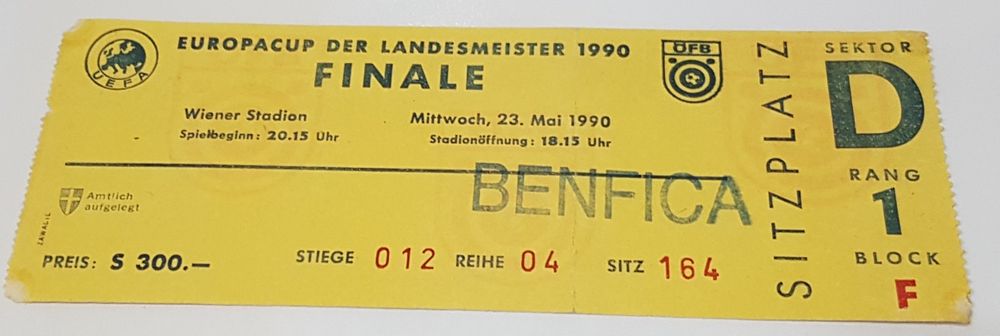 UEFA
EUROPACUP DER LANDESMEISTER 1990
FINALE
ÖFB
Wiener Stadion
Spielbeginn: 20.15 Uhr
Mittwoch, 23. Mai 1990
Stadionöffnung: 18.15 Uhr
BENFICA
Amtlich
aufgelegt
ZAWADIL
PREIS: S 300.—
STIEGE 012 REIHE 04 SITZ 164
SITZPLATZ
SEKTOR
D
RANG
1
BLOCK
F